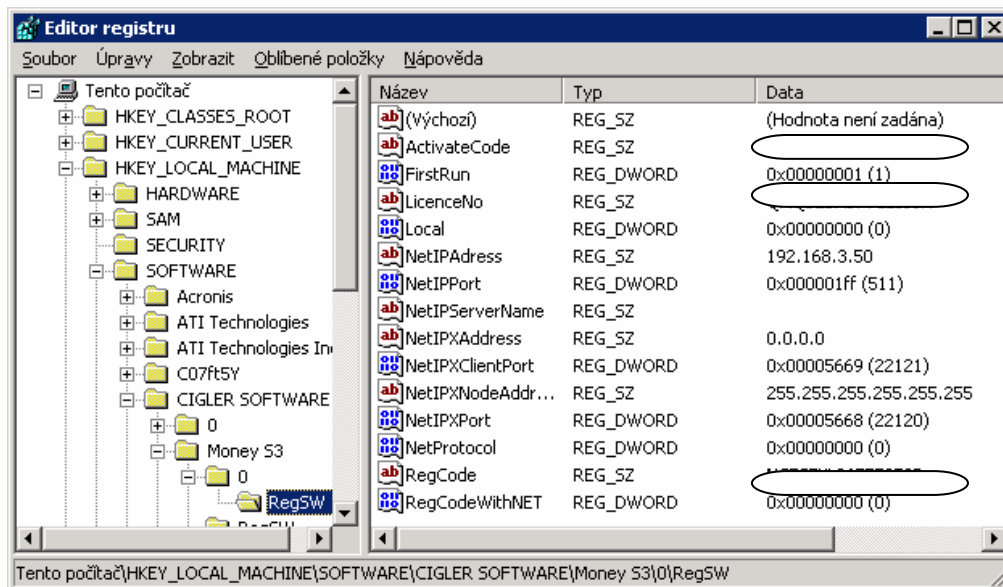 Editor registru
Soubor Úpravy Zobrazit Oblíbené položky Nápověda
Tento počítač
HKEY_CLASSES_ROOT
HKEY_CURRENT_USER
HKEY_LOCAL_MACHINE
HARDWARE
SAM
SECURITY
SOFTWARE
Acronis
ATI Technologies
ATI Technologies In
C07ft5Y
CIGLER SOFTWARE
0
Money S3
0
RegSW
Název Typ Data
(Výchozí) REG_SZ (Hodnota není zadána)
ActivateCode REG_SZ
FirstRun REG_DWORD 0x00000001 (1)
LicenceNo REG_SZ
Local REG_DWORD 0x00000000 (0)
NetIPAdress REG_SZ 192.168.3.50
NetIPPort REG_DWORD 0x000001ff (511)
NetIPServerName REG_SZ
NetIPXAddress REG_SZ 0.0.0.0
NetIPXClientPort REG_DWORD 0x00005669 (22121)
NetIPXNodeAddr... REG_SZ 255.255.255.255.255.255
NetIPXPort REG_DWORD 0x00005668 (22120)
NetProtocol REG_DWORD 0x00000000 (0)
RegCode REG_SZ
RegCodeWithNET REG_DWORD 0x00000000 (0)
Tento počítač\HKEY_LOCAL_MACHINE\SOFTWARE\CIGLER SOFTWARE\Money S3\0\RegSW